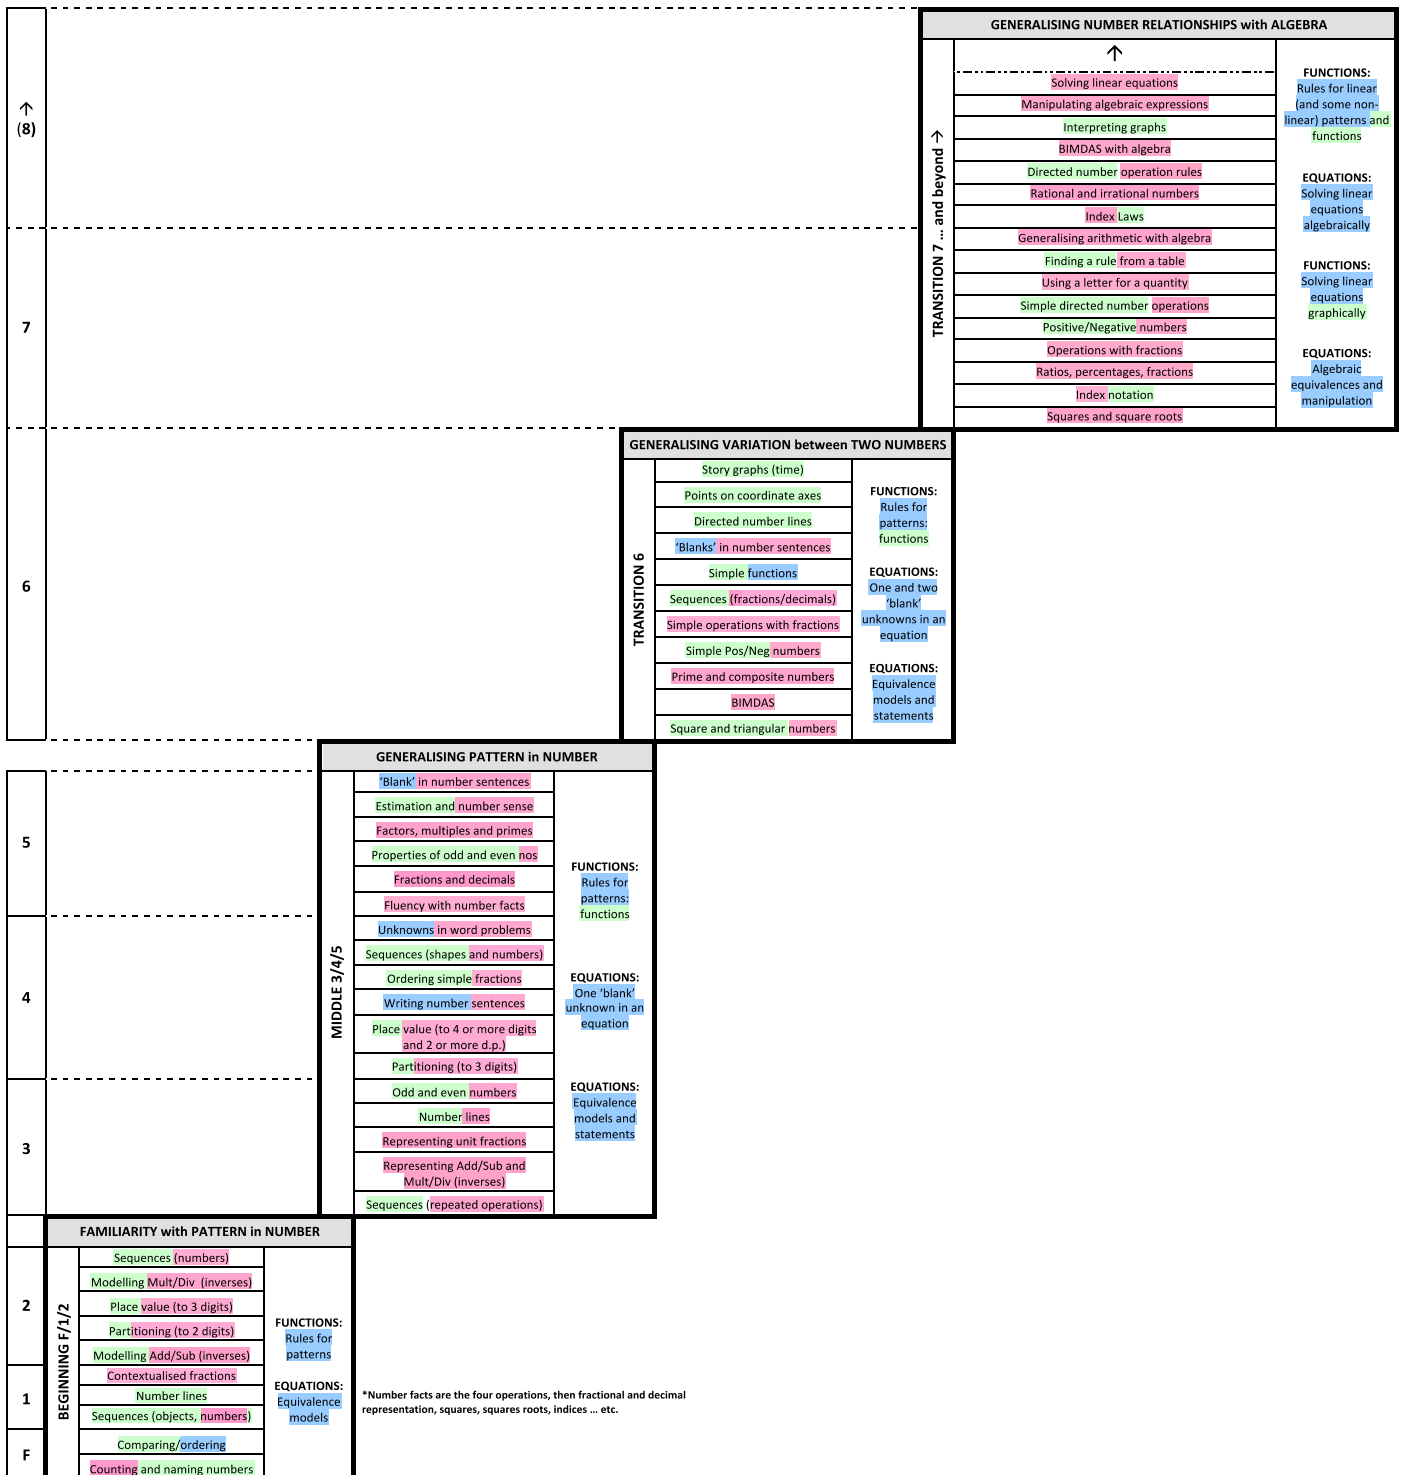 GENERALISING NUMBER RELATIONSHIPS with ALGEBRA
↑
(8)
7
TRANSITION 7 ... and beyond →
↑
Solving linear equations
Manipulating algebraic expressions
Interpreting graphs
BIMDAS with algebra
Directed number operation rules
Rational and irrational numbers
Index Laws
Generalising arithmetic with algebra
Finding a rule from a table
Using a letter for a quantity
Simple directed number operations
Positive/Negative numbers
Operations with fractions
Ratios, percentages, fractions
Index notation
Squares and square roots
FUNCTIONS:
Rules for linear
(and some non-
linear) patterns and
functions
EQUATIONS:
Solving linear
equations
algebraically
FUNCTIONS:
Solving linear
equations
graphically
EQUATIONS:
Algebraic
equivalences and
manipulation
GENERALISING VARIATION between TWO NUMBERS
6
TRANSITION 6
Story graphs (time)
Points on coordinate axes
Directed number lines
‘Blanks’ in number sentences
Simple functions
Sequences (fractions/decimals)
Simple operations with fractions
Simple Pos/Neg numbers
Prime and composite numbers
BIMDAS
Square and triangular numbers
FUNCTIONS:
Rules for
patterns:
functions
EQUATIONS:
One and two
‘blank’
unknowns in an
equation
EQUATIONS:
Equivalence
models and
statements
GENERALISING PATTERN in NUMBER
5
4
3
MIDDLE 3/4/5
‘Blank’ in number sentences
Estimation and number sense
Factors, multiples and primes
Properties of odd and even nos
Fractions and decimals
Fluency with number facts
Unknowns in word problems
Sequences (shapes and numbers)
Ordering simple fractions
Writing number sentences
Place value (to 4 or more digits
and 2 or more d.p.)
Partitioning (to 3 digits)
Odd and even numbers
Number lines
Representing unit fractions
Representing Add/Sub and
Mult/Div (inverses)
Sequences (repeated operations)
FUNCTIONS:
Rules for
patterns:
functions
EQUATIONS:
One ‘blank’
unknown in an
equation
EQUATIONS:
Equivalence
models and
statements
FAMILIARITY with PATTERN in NUMBER
2
1
F
BEGINNING F/1/2
Sequences (numbers)
Modelling Mult/Div (inverses)
Place value (to 3 digits)
Partitioning (to 2 digits)
Modelling Add/Sub (inverses)
Contextualised fractions
Number lines
Sequences (objects, numbers)
Comparing/ordering
Counting and naming numbers
FUNCTIONS:
Rules for
patterns
EQUATIONS:
Equivalence
models
*Number facts are the four operations, then fractional and decimal
representation, squares, squares roots, indices ... etc.